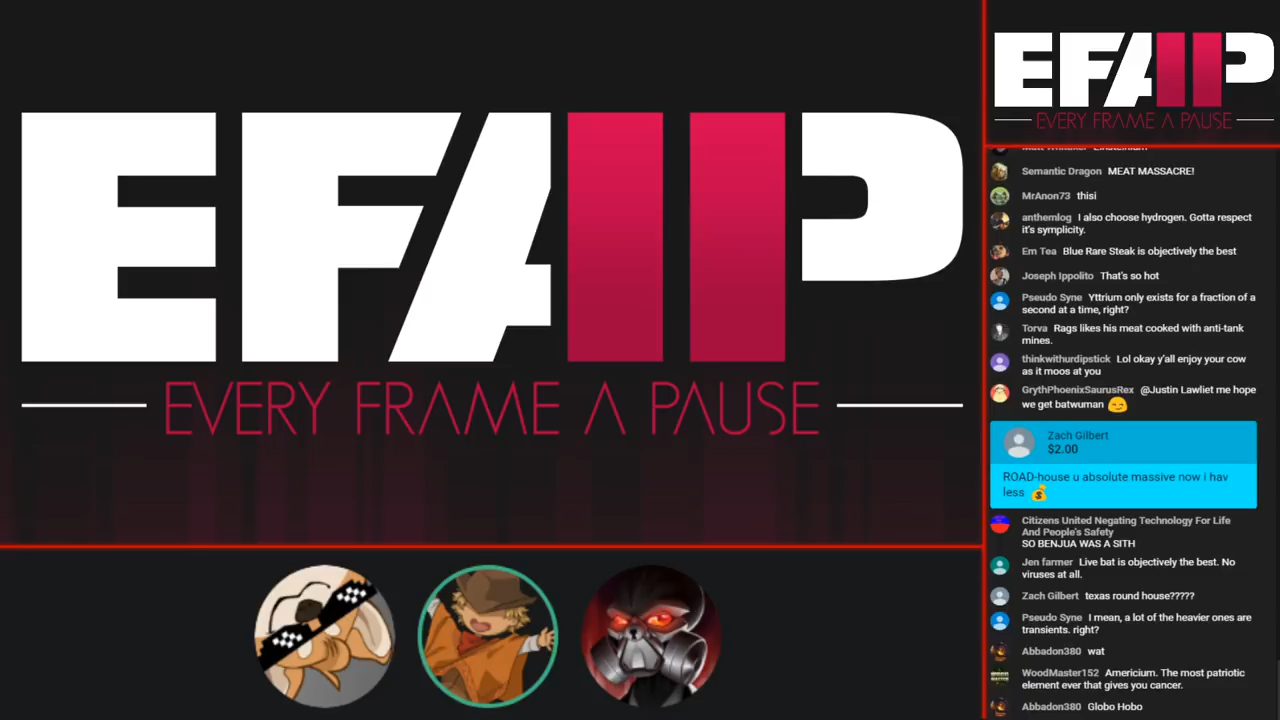 EFAP
EVERY FRAME A PAUSE
EFAP
EVERY FRAME A PAUSE
Semantic Dragon MEAT MASSACRE!
MrAnon73 thisi
anthemlog I also choose hydrogen. Gotta respect
it's symplicity.
Em Tea Blue Rare Steak is objectively the best
Joseph Ippolito That's so hot
Pseudo Syne Yttrium only exists for a fraction of a
second at a time, right?
Torva Rags likes his meat cooked with anti-tank
mines.
thinkwithurdipstick Lol okay y'all enjoy your cow
as it moos at you
GrythPhoenixSaurusRex @Justin Lawliet me hope
we get batwuman
Zach Gilbert
$2.00
ROAD-house u absolute massive now i hav
less
Citizens United Negating Technology For Life
And People's Safety
SO BENJUA WAS A SITH
Jen farmer Live bat is objectively the best. No
viruses at all.
Zach Gilbert texas round house?????
Pseudo Syne I mean, a lot of the heavier ones are
transients. right?
Abbadon380 wat
WoodMaster152 Americium. The most patriotic
element ever that gives you cancer.
Abbadon380 Globo Hobo